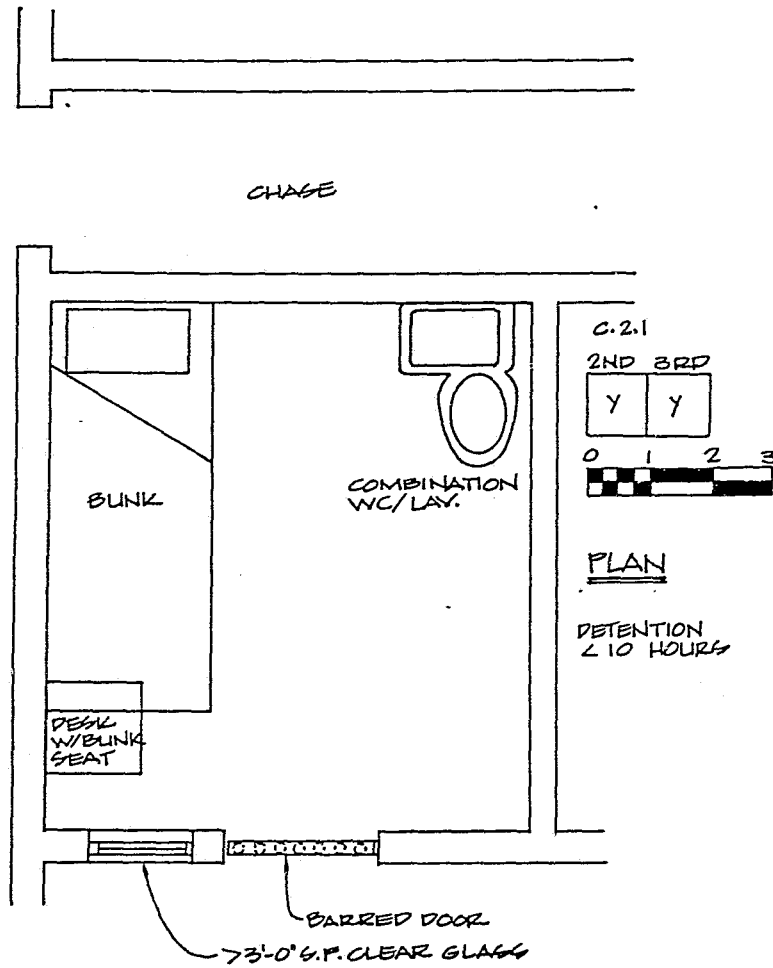 CHASE
C.2.1
2ND 3RD
Y Y
0 1 2 3
BUNK
COMBINATION
WC/LAV.
PLAN
DETENTION
< 10 HOURS
DESK
W/BUNK
SEAT
BARRED DOOR
>3'-0" S.F. CLEAR GLASS